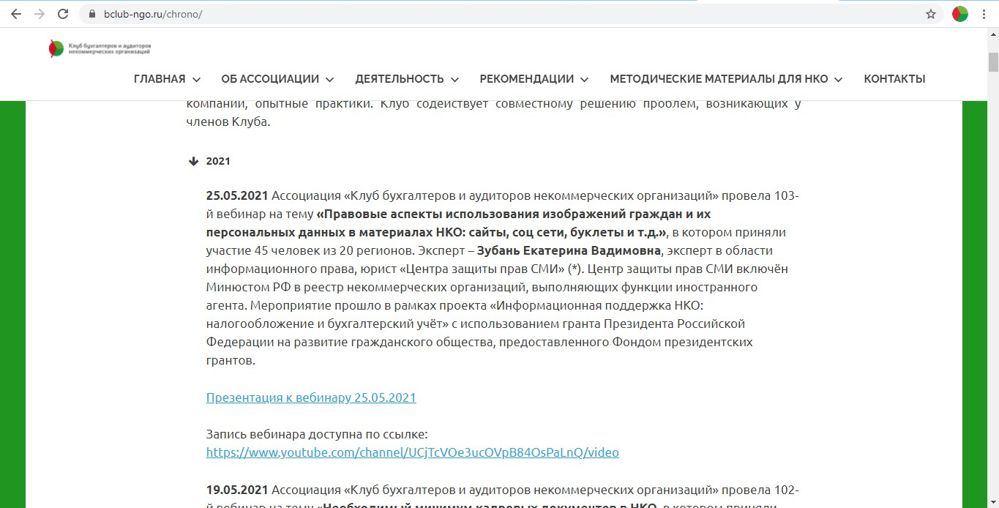 bclub-ngo.ru/chrono/
Клуб бухгалтеров и аудиторов
некоммерческих организаций
ГЛАВНАЯ ОБ АССОЦИАЦИИ ДЕЯТЕЛЬНОСТЬ РЕКОМЕНДАЦИИ МЕТОДИЧЕСКИЕ МАТЕРИАЛЫ ДЛЯ НКО КОНТАКТЫ
компаний, опытные практики. Клуб содействует совместному решению проблем, возникающих у
членов Клуба.
2021
25.05.2021 Ассоциация «Клуб бухгалтеров и аудиторов некоммерческих организаций» провела 103-
й вебинар на тему «Правовые аспекты использования изображений граждан и их
персональных данных в материалах НКО: сайты, соц сети, буклеты и т.д.», в котором приняли
участие 45 человек из 20 регионов. Эксперт – Зубань Екатерина Вадимовна, эксперт в области
информационного права, юрист «Центра защиты прав СМИ» (*). Центр защиты прав СМИ включён
Минюстом РФ в реестр некоммерческих организаций, выполняющих функции иностранного
агента. Мероприятие прошло в рамках проекта «Информационная поддержка НКО:
налогообложение и бухгалтерский учёт» с использованием гранта Президента Российской
Федерации на развитие гражданского общества, предоставленного Фондом президентских
грантов.
Презентация к вебинару 25.05.2021
Запись вебинара доступна по ссылке:
https://www.youtube.com/channel/UCjTcVOe3ucOVpB84OsPaLnQ/video
19.05.2021 Ассоциация «Клуб бухгалтеров и аудиторов некоммерческих организаций» провела 102-
й вебинар на тему «Необходимый минимум кадровых документов в НКО, в котором приняли